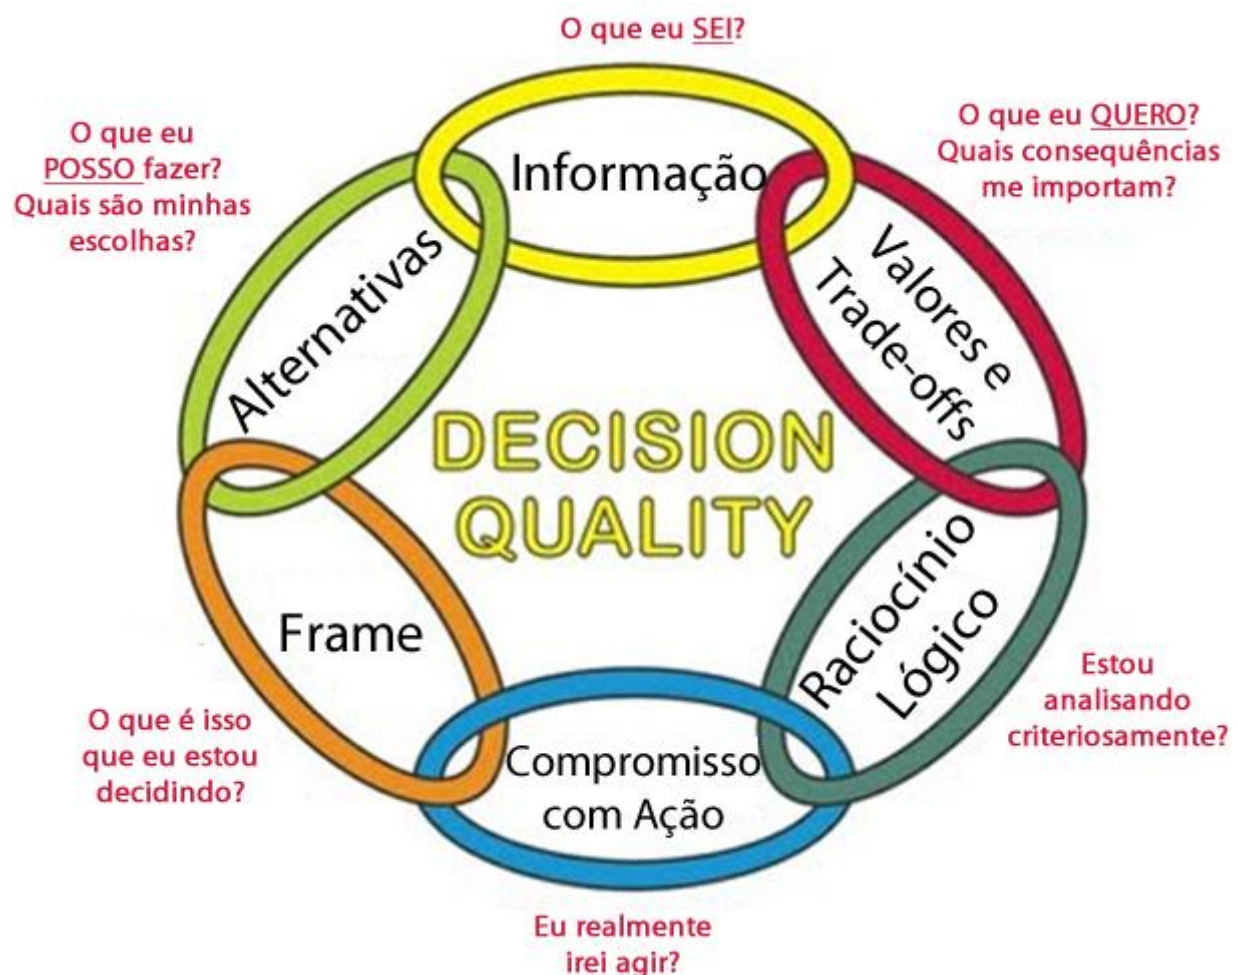 O que eu SEI?
Informação
O que eu
POSSO fazer?
Quais são minhas
escolhas?
Alternativas
O que eu QUERO?
Quais consequências
me importam?
Valores e
Trade-offs
DECISION
QUALITY
Frame
O que é isso
que eu estou
decidindo?
Raciocínio
Lógico
Estou
analisando
criteriosamente?
Compromisso
com Ação
Eu realmente
irei agir?